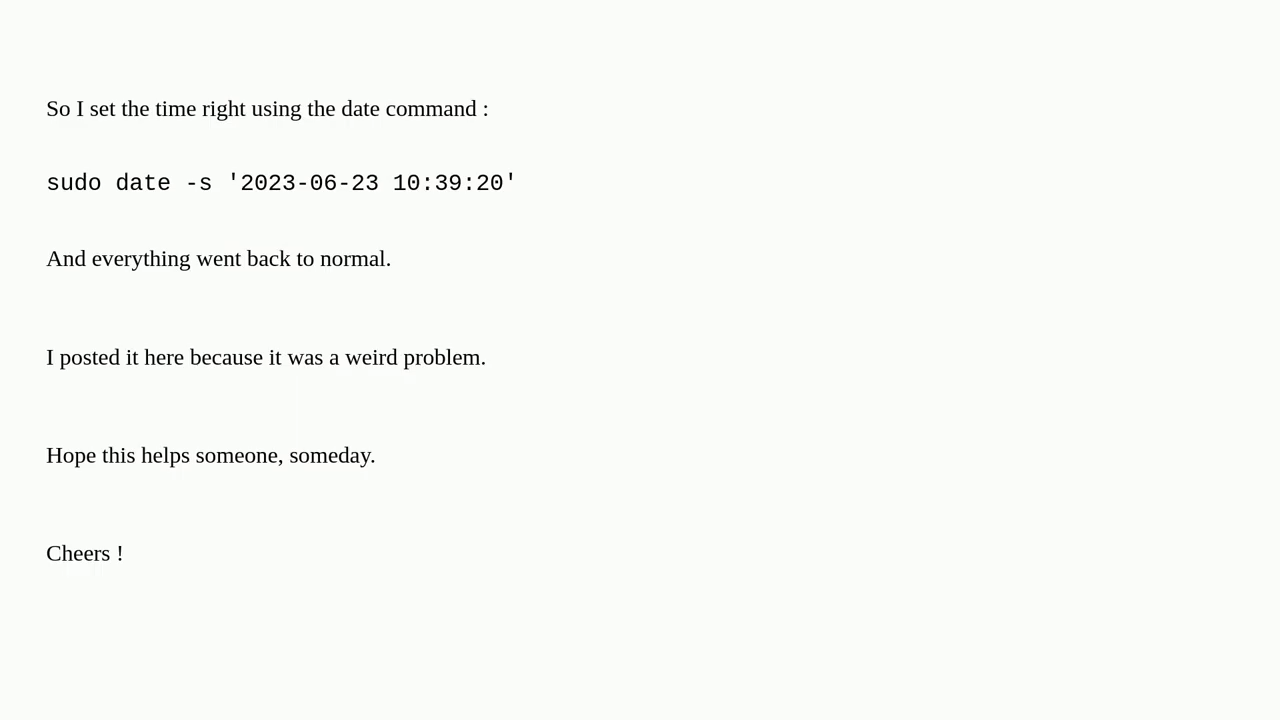 So I set the time right using the date command :
sudo date -s '2023-06-23 10:39:20'
And everything went back to normal.
I posted it here because it was a weird problem.
Hope this helps someone, someday.
Cheers !